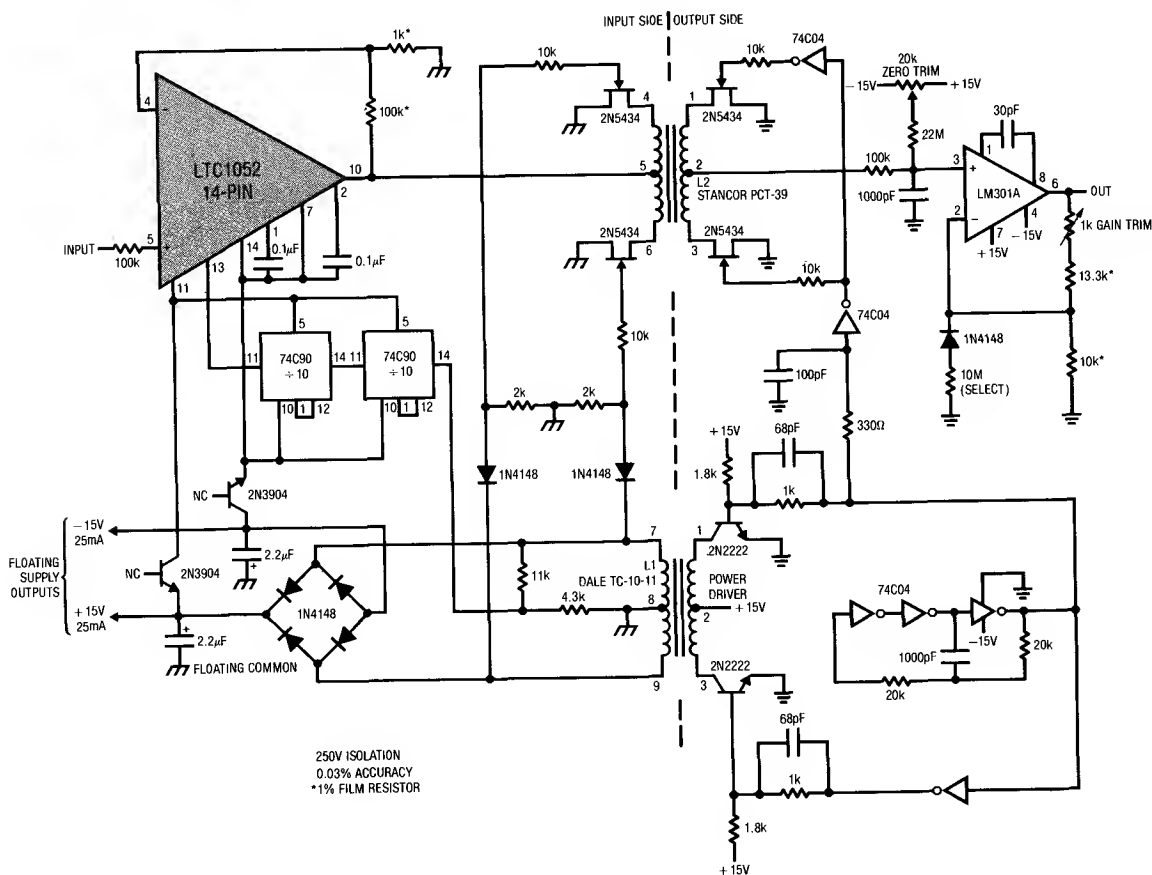 INPUT SIDE
OUTPUT SIDE
1k*
4
−
100k*
LTC1052
14-PIN
10
2
7
1
14
13
11
0.1μF
0.1μF
INPUT
100k
5
+
10k
4
2N5434
5
2N5434
6
10k
74C04
10k
1
2N5434
2
L2
STANCOR PCT-39
2N5434
3
10k
74C04
100pF
330Ω
20k
ZERO TRIM
−15V
+15V
22M
100k
1000pF
30pF
1
8
3
+
LM301A
2
−
6
OUT
4
−15V
7
+15V
1k GAIN TRIM
13.3k*
1N4148
10M
(SELECT)
10k*
5
74C90
÷ 10
11
14
10
1
12
5
74C90
÷ 10
11
14
10
1
12
2k
2k
1N4148
1N4148
NC
2N3904
−15V
25mA
FLOATING
SUPPLY
OUTPUTS
2.2μF
+
NC
2N3904
+15V
25mA
+
2.2μF
FLOATING COMMON
1N4148
11k
4.3k
7
L1
DALE TC-10-11
8
9
1
2N2222
POWER
DRIVER
+15V
2
2N2222
3
+15V
1.8k
68pF
1k
74C04
−15V
1000pF
20k
20k
68pF
1k
1.8k
+15V
250V ISOLATION
0.03% ACCURACY
*1% FILM RESISTOR